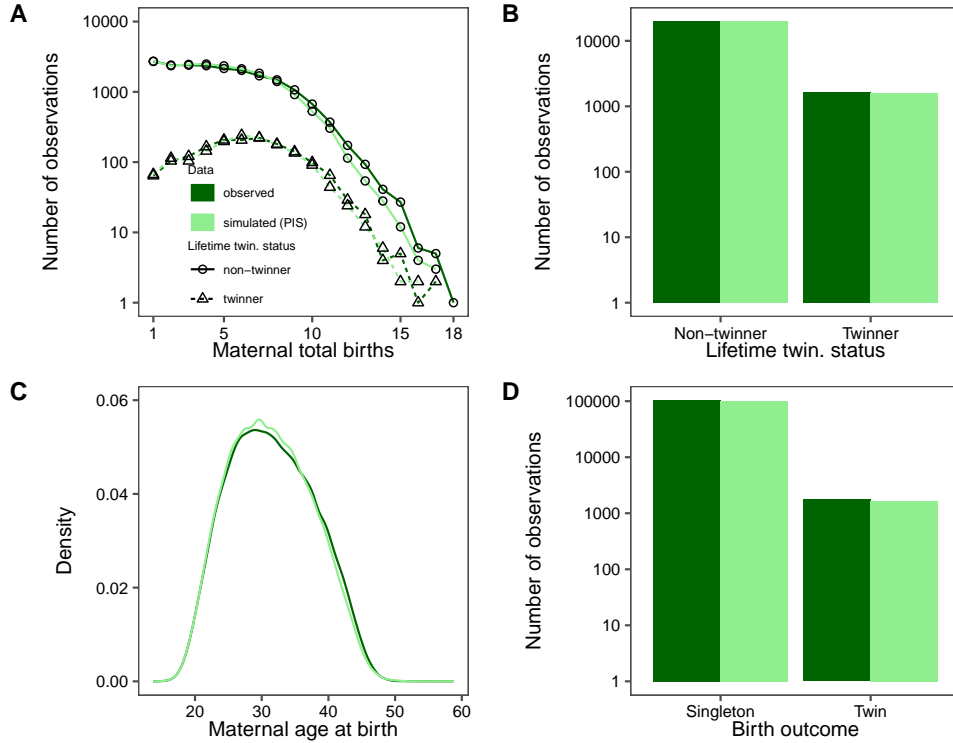 A
Number of observations
10000
1000
100
10
1
Data
observed
simulated (PIS)
Lifetime twin. status
non−twinner
twinner
1 5 10 15 18
Maternal total births
B
Number of observations
10000
1000
100
10
1
Non−twinner Twinner
Lifetime twin. status
C
Density
0.06
0.04
0.02
0.00
20 30 40 50 60
Maternal age at birth
D
Number of observations
100000
10000
1000
100
10
1
Singleton Twin
Birth outcome